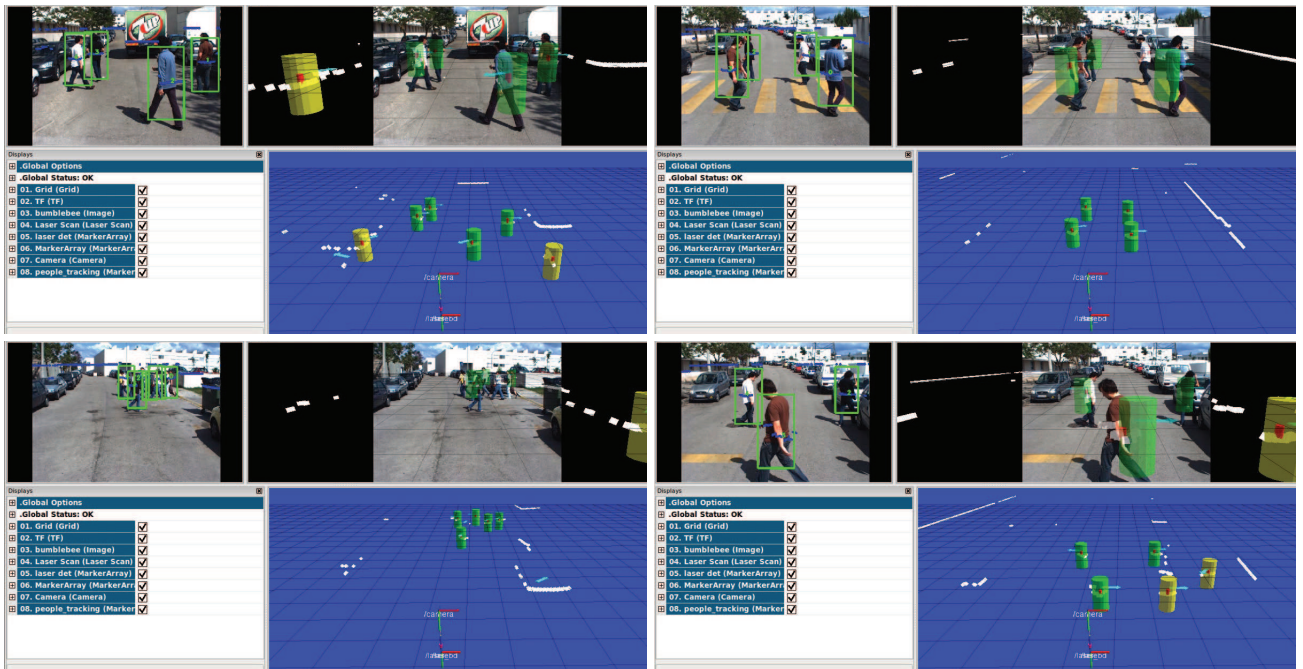 Displays
.Global Options
.Global Status: OK
01. Grid (Grid)
02. TF (TF)
03. bumblebee (Image)
04. Laser Scan (Laser Scan)
05. laser det (MarkerArray)
06. MarkerArray (MarkerArr
07. Camera (Camera)
08. people_tracking (Marker
/camera
Displays
.Global Options
.Global Status: OK
01. Grid (Grid)
02. TF (TF)
03. bumblebee (Image)
04. Laser Scan (Laser Scan)
05. laser det (MarkerArray)
06. MarkerArray (MarkerArr
07. Camera (Camera)
08. people_tracking (Marker
/camera
Displays
.Global Options
.Global Status: OK
01. Grid (Grid)
02. TF (TF)
03. bumblebee (Image)
04. Laser Scan (Laser Scan)
05. laser det (MarkerArray)
06. MarkerArray (MarkerArr
07. Camera (Camera)
08. people_tracking (Marker
/camera
Displays
.Global Options
.Global Status: OK
01. Grid (Grid)
02. TF (TF)
03. bumblebee (Image)
04. Laser Scan (Laser Scan)
05. laser det (MarkerArray)
06. MarkerArray (MarkerArr
07. Camera (Camera)
08. people_tracking (Marker
/camera